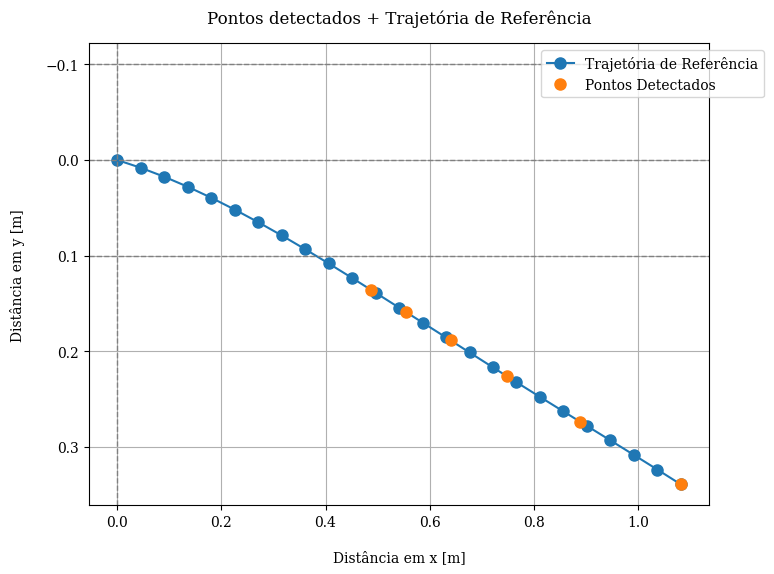 Pontos detectados + Trajetória de Referência
Trajetória de Referência
Pontos Detectados
−0.1
0.0
0.1
0.2
0.3
Distância em y [m]
0.0 0.2 0.4 0.6 0.8 1.0
Distância em x [m]